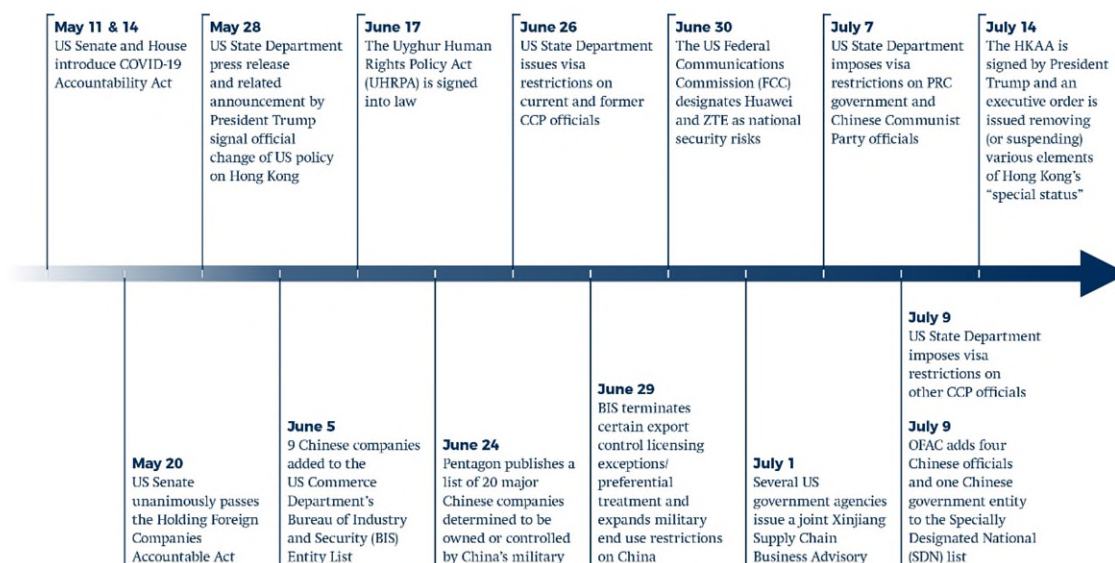 May 11 & 14
US Senate and House
introduce COVID-19
Accountability Act
May 28
US State Department
press release
and related
announcement by
President Trump
signal official
change of US policy
on Hong Kong
June 17
The Uyghur Human
Rights Policy Act
(UHRPA) is signed
into law
June 26
US State Department
issues visa
restrictions on
current and former
CCP officials
June 30
The US Federal
Communications
Commission (FCC)
designates Huawei
and ZTE as national
security risks
July 7
US State Department
imposes visa
restrictions on PRC
government and
Chinese Communist
Party officials
July 14
The HKAA is
signed by President
Trump and an
executive order is
issued removing
(or suspending)
various elements
of Hong Kong's
“special status”
May 20
US Senate
unanimously passes
the Holding Foreign
Companies
Accountable Act
June 5
9 Chinese companies
added to the
US Commerce
Department's
Bureau of Industry
and Security (BIS)
Entity List
June 24
Pentagon publishes a
list of 20 major
Chinese companies
determined to be
owned or controlled
by China's military
June 29
BIS terminates
certain export
control licensing
exceptions/
preferential
treatment and
expands military
end use restrictions
on China
July 1
Several US
government agencies
issue a joint Xinjiang
Supply Chain
Business Advisory
July 9
US State Department
imposes visa
restrictions on
other CCP officials
July 9
OFAC adds four
Chinese officials
and one Chinese
government entity
to the Specially
Designated National
(SDN) list